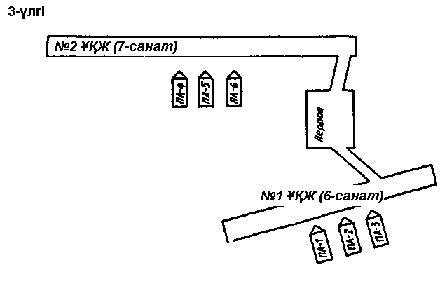 3-үлгі
№2 ҰҚЖ (7-санат)
ПА-4
ПА-5
ПА-6
Перрон
№1 ҰҚЖ (6-санат)
ПА-1
ПА-2
ПА-3